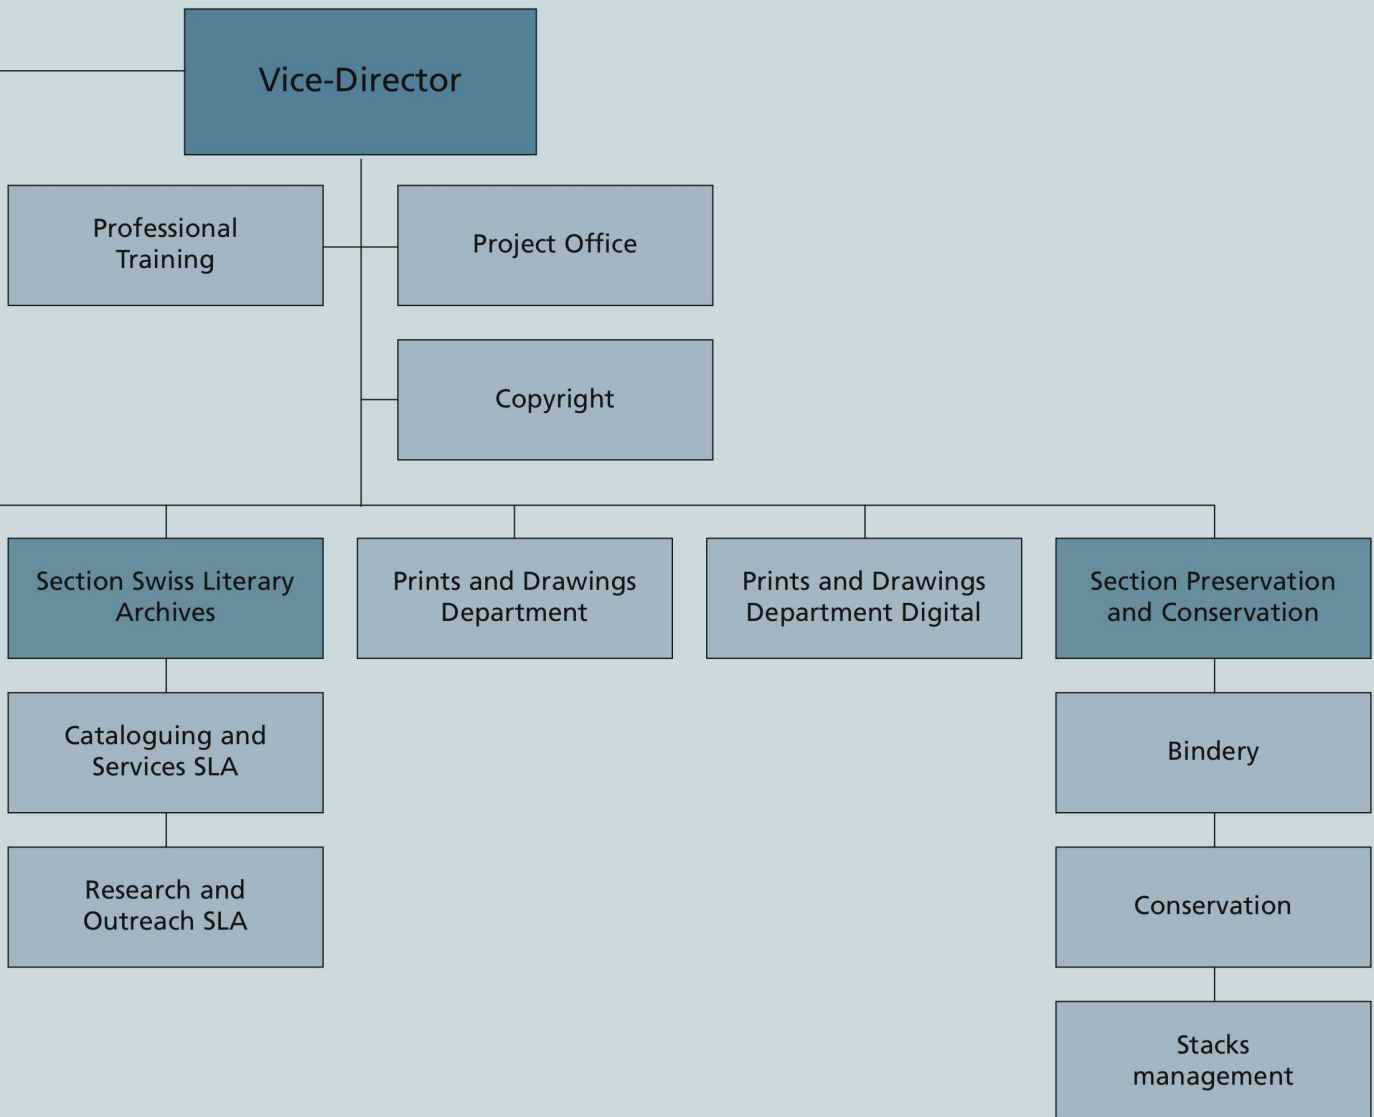 Vice-Director
Professional
Training
Project Office
Copyright
Section Swiss Literary
Archives
Prints and Drawings
Department
Prints and Drawings
Department Digital
Section Preservation
and Conservation
Cataloguing and
Services SLA
Bindery
Research and
Outreach SLA
Conservation
Stacks
management